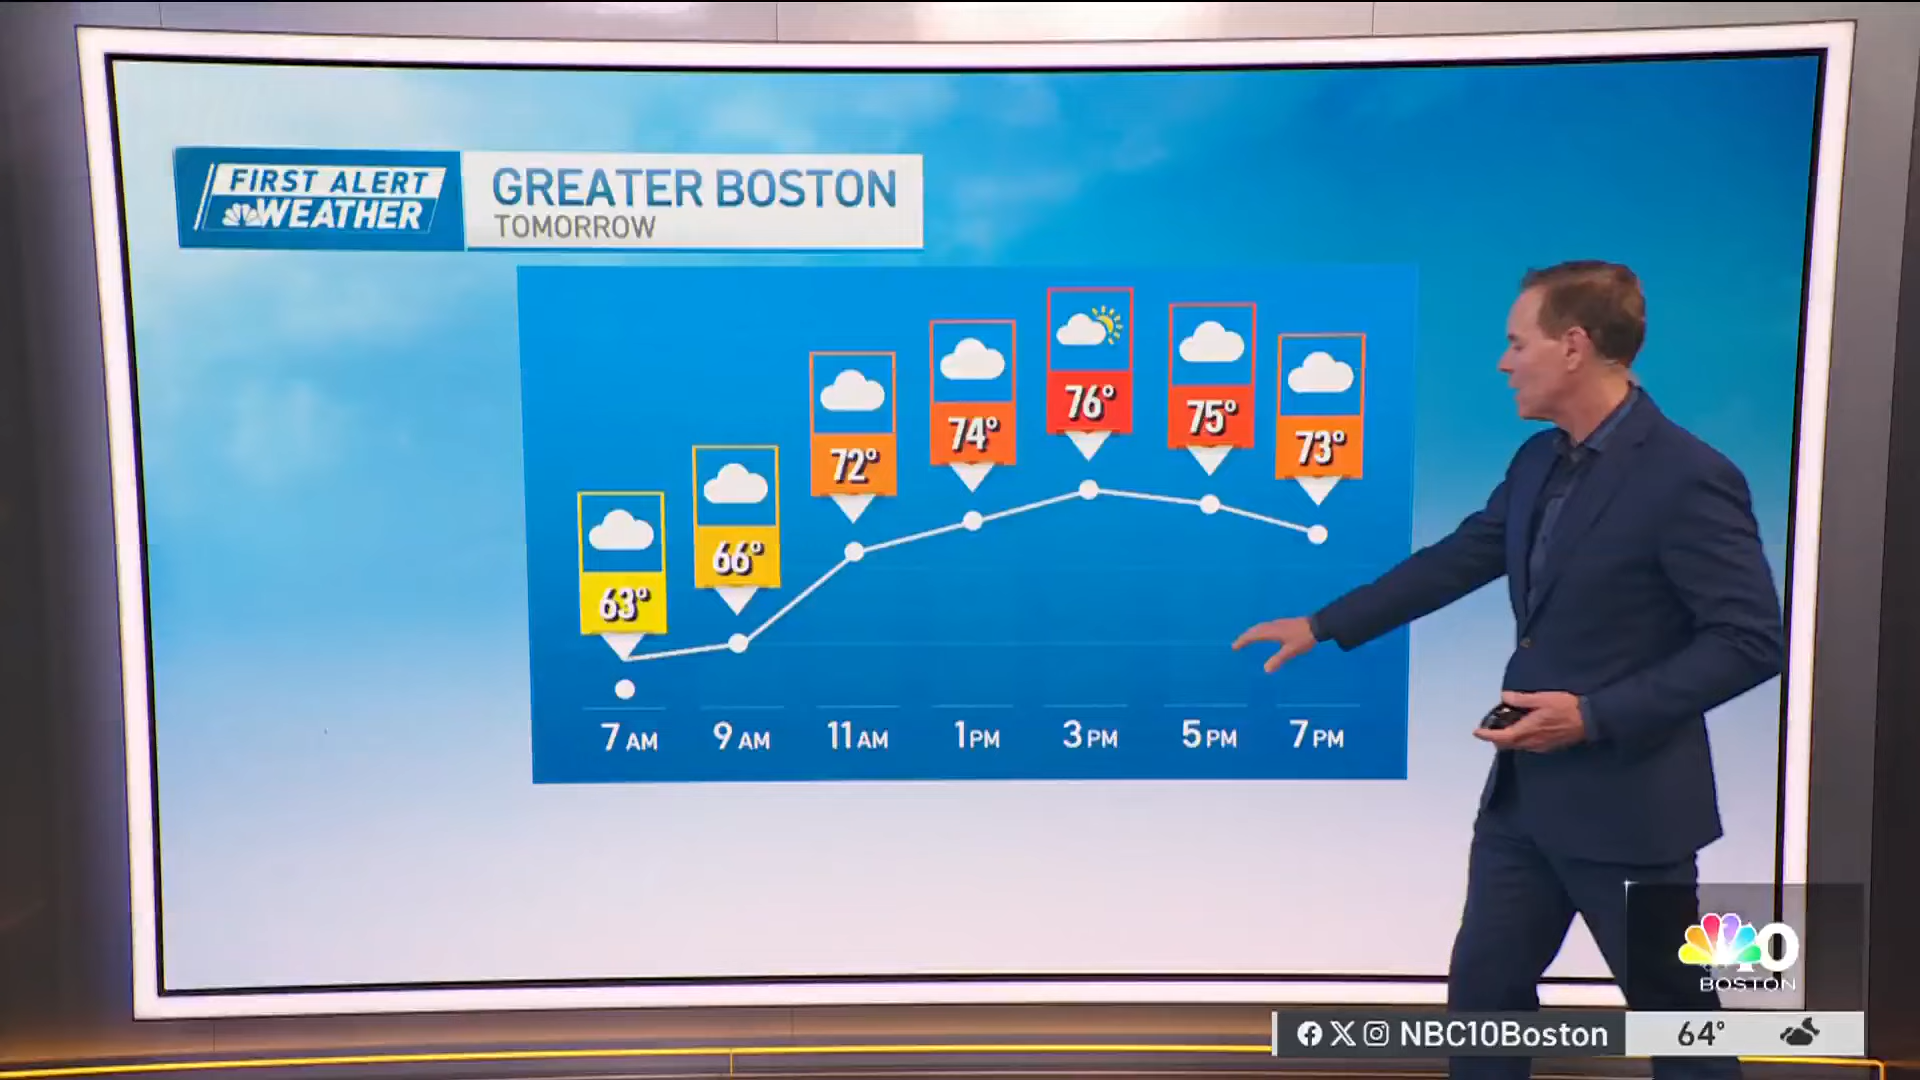 FIRST ALERT
WEATHER
GREATER BOSTON
TOMORROW
63°
66°
72°
74°
76°
75°
73°
7 AM
9 AM
11 AM
1 PM
3 PM
5 PM
7 PM
10
BOSTON
NBC10Boston
64°